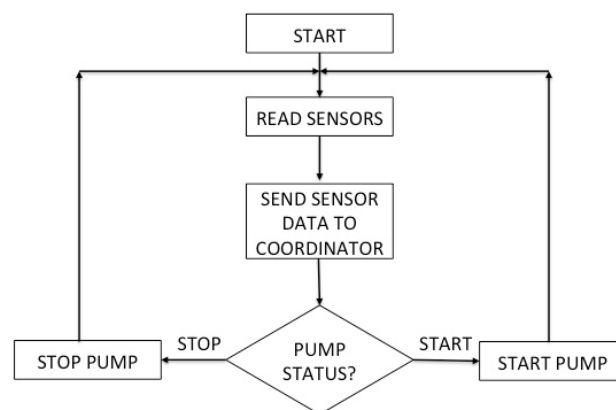 START
READ SENSORS
SEND SENSOR
DATA TO
COORDINATOR
STOP
START
STOP PUMP
PUMP
STATUS?
START PUMP